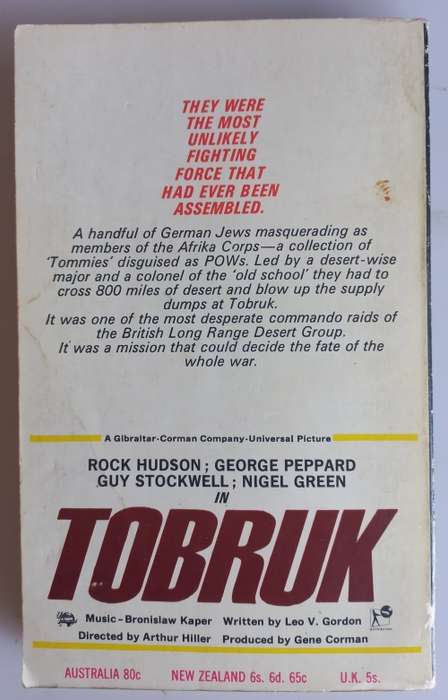 THEY WERE
THE MOST
UNLIKELY
FIGHTING
FORCE THAT
HAD EVER BEEN
ASSEMBLED.
A handful of German Jews masquerading as
members of the Afrika Corps—a collection of
'Tommies' disguised as POWs. Led by a desert-wise
major and a colonel of the 'old school' they had to
cross 800 miles of desert and blow up the supply
dumps at Tobruk.
It was one of the most desperate commando raids of
the British Long Range Desert Group.
It was a mission that could decide the fate of the
whole war.
A Gibraltar-Corman Company-Universal Picture
ROCK HUDSON; GEORGE PEPPARD
GUY STOCKWELL; NIGEL GREEN
IN
TOBRUK
Music-Bronislaw Kaper Written by Leo V. Gordon
Directed by Arthur Hiller Produced by Gene Corman
AUSTRALIA 80c NEW ZEALAND 6s. 6d. 65c U.K. 5s.